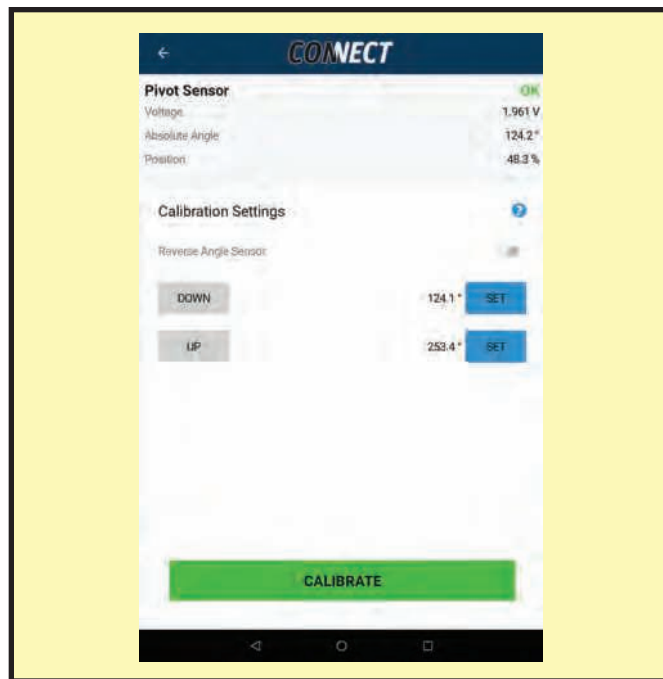 CONNECT
Pivot Sensor OK
Voltage 1.961 V
Absolute Angle 124.2°
Position 48.3 %
Calibration Settings ?
Reverse Angle Sensor
DOWN 124.1 ° SET
UP 253.4 ° SET
CALIBRATE